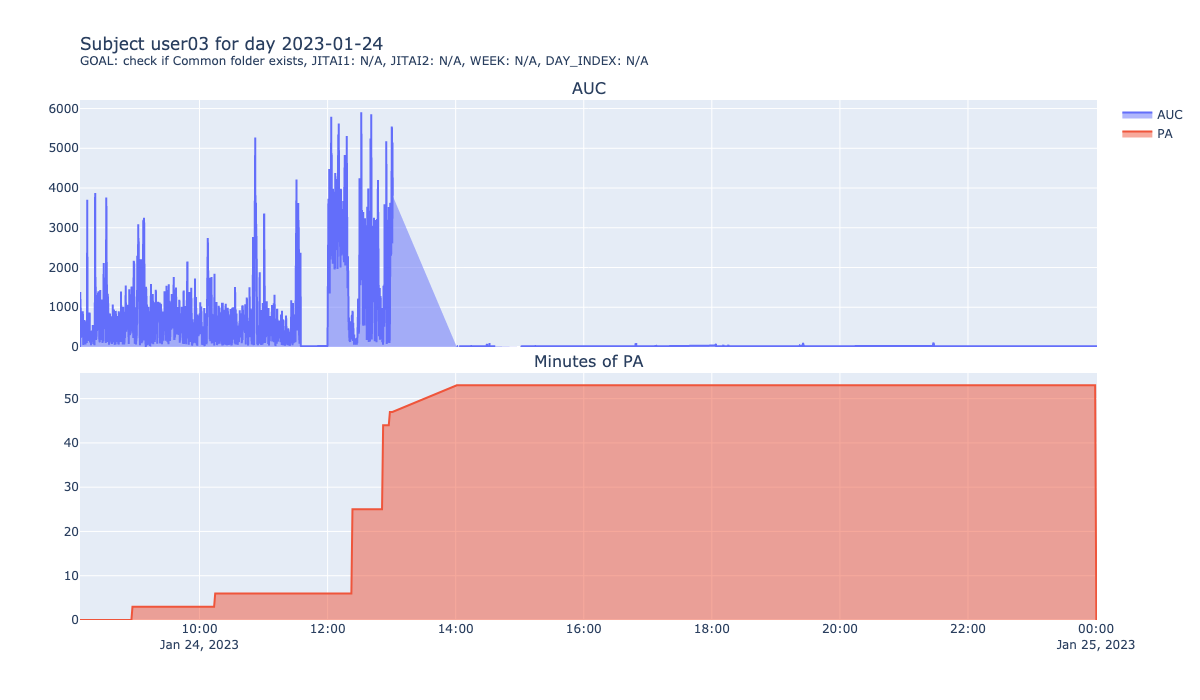 Subject user03 for day 2023-01-24
GOAL: check if Common folder exists, JITAI1: N/A, JITAI2: N/A, WEEK: N/A, DAY_INDEX: N/A
AUC
6000
5000
4000
3000
2000
1000
0
AUC
PA
Minutes of PA
50
40
30
20
10
0
10:00 12:00 14:00 16:00 18:00 20:00 22:00 00:00
Jan 24, 2023 Jan 25, 2023